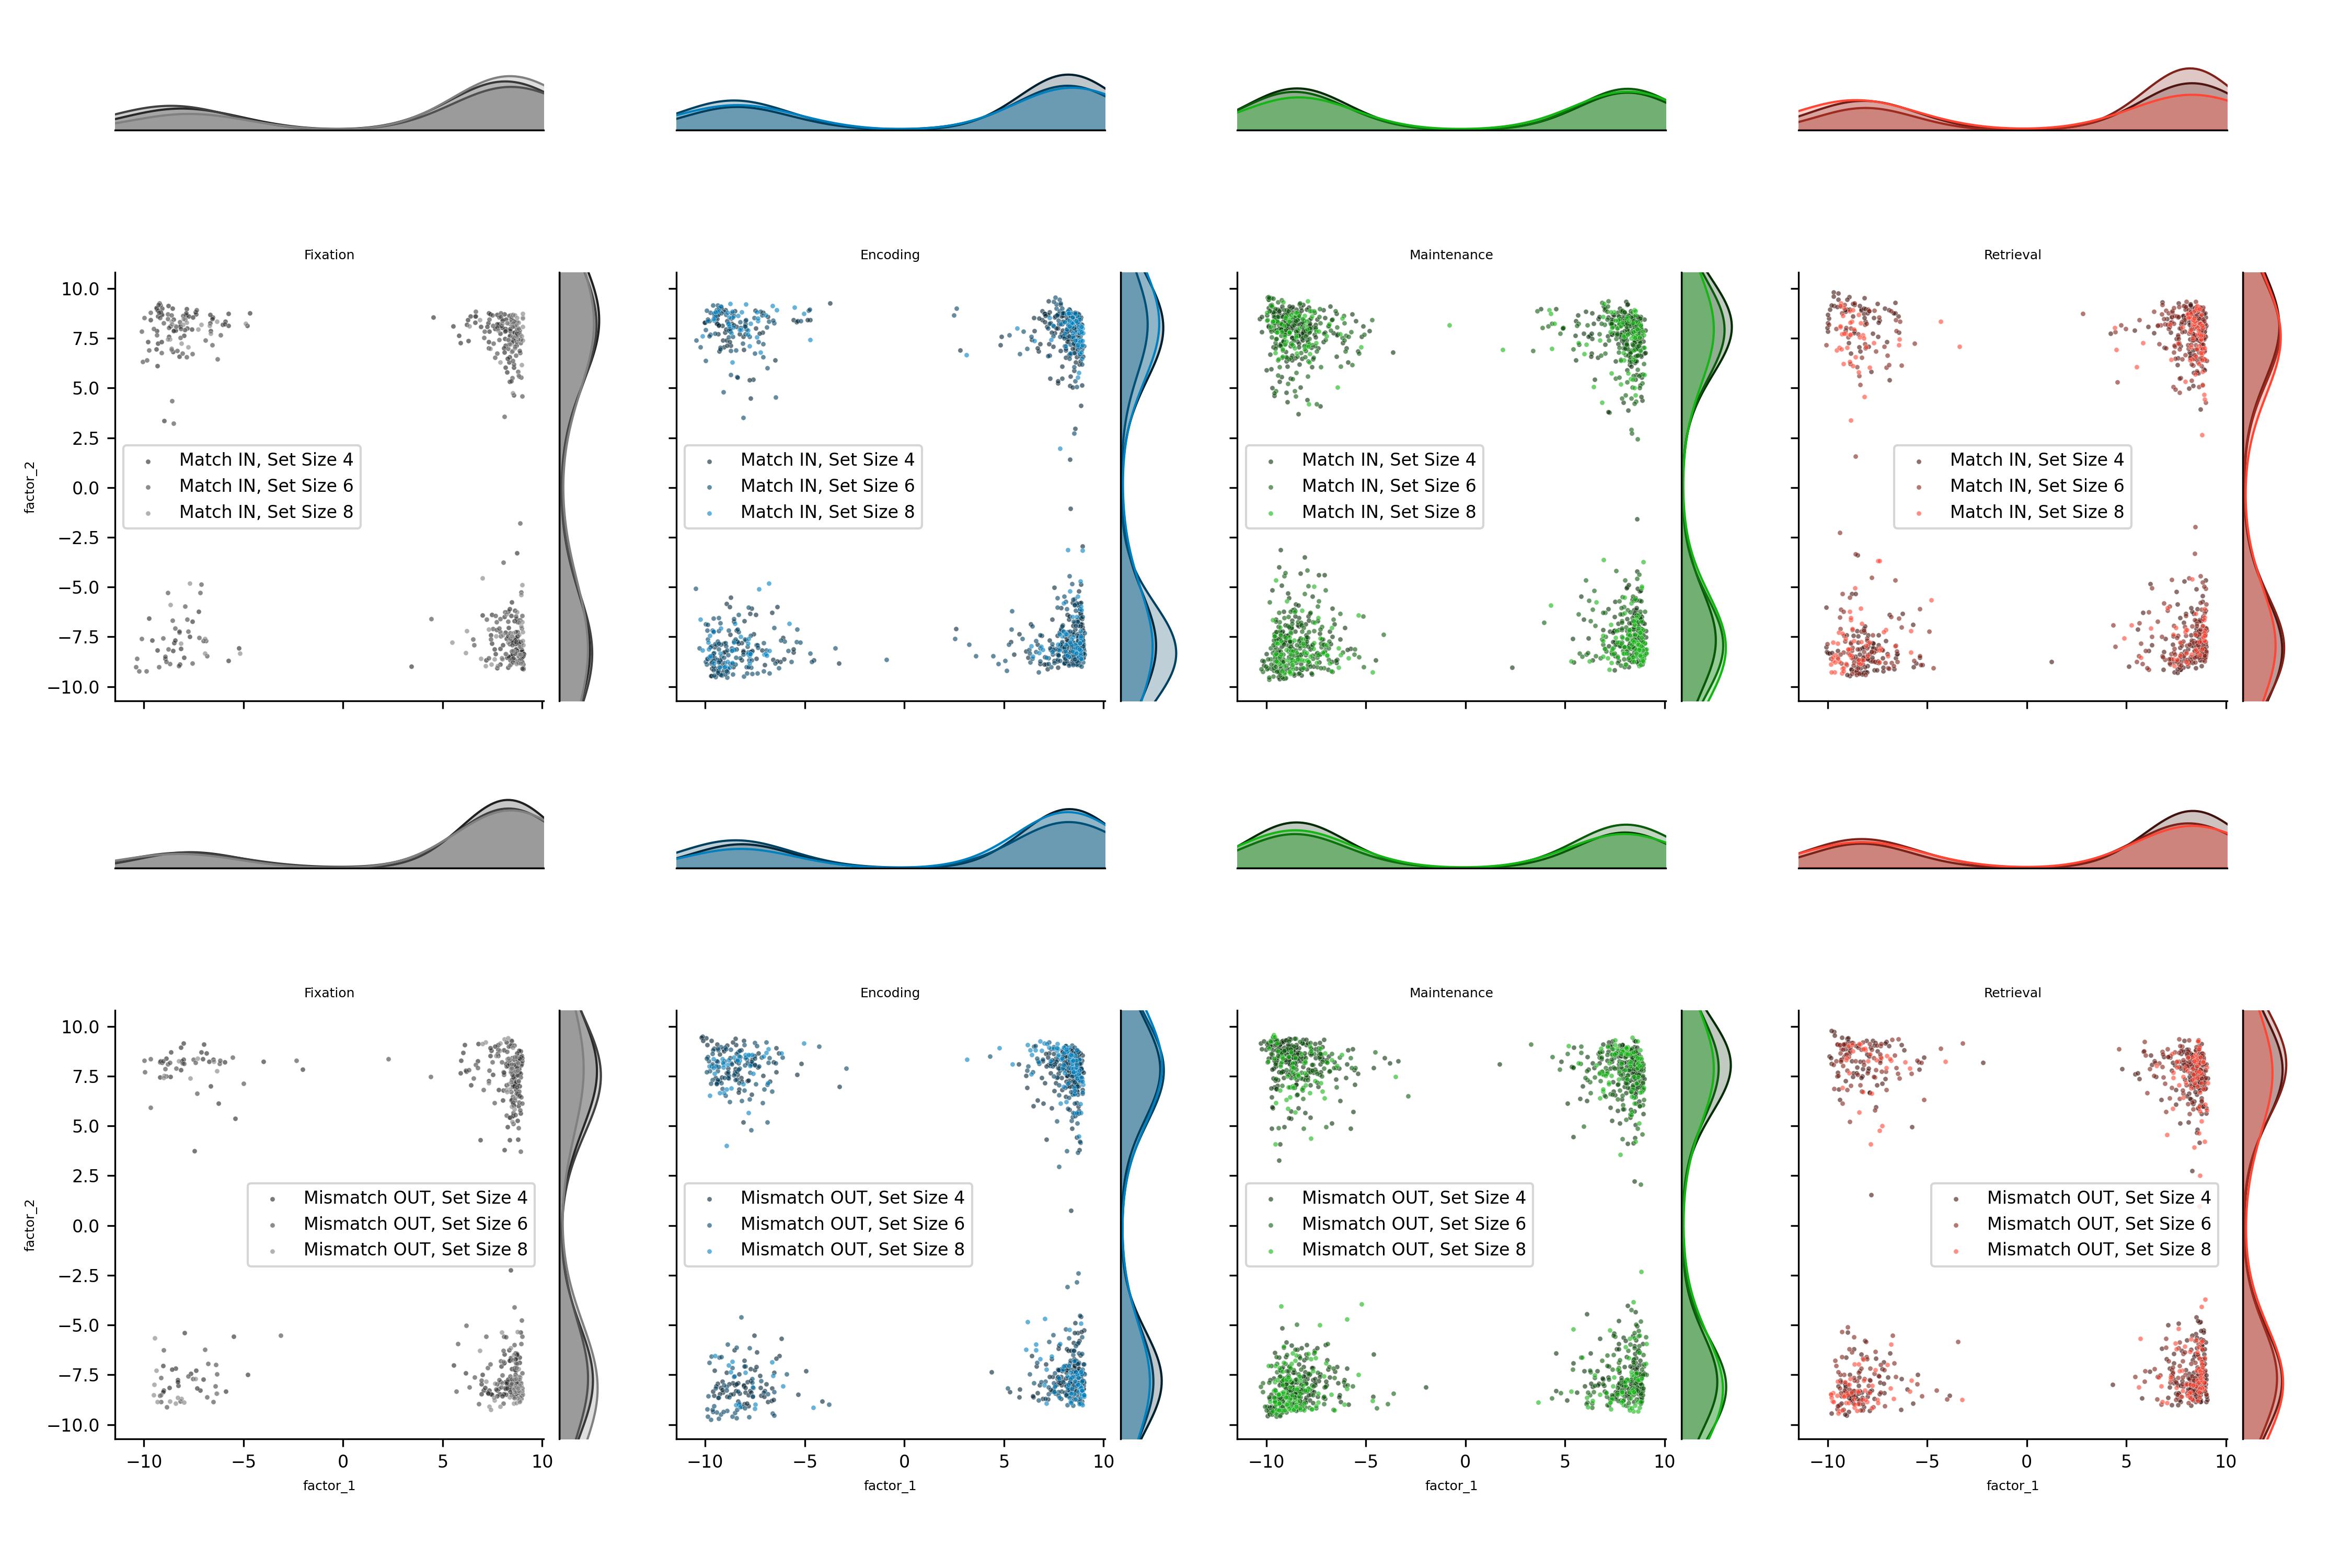 Fixation
Encoding
Maintenance
Retrieval
factor_2
10.0
7.5
5.0
2.5
0.0
−2.5
−5.0
−7.5
−10.0
Match IN, Set Size 4
Match IN, Set Size 6
Match IN, Set Size 8
Match IN, Set Size 4
Match IN, Set Size 6
Match IN, Set Size 8
Match IN, Set Size 4
Match IN, Set Size 6
Match IN, Set Size 8
Match IN, Set Size 4
Match IN, Set Size 6
Match IN, Set Size 8
Fixation
Encoding
Maintenance
Retrieval
factor_2
10.0
7.5
5.0
2.5
0.0
−2.5
−5.0
−7.5
−10.0
Mismatch OUT, Set Size 4
Mismatch OUT, Set Size 6
Mismatch OUT, Set Size 8
Mismatch OUT, Set Size 4
Mismatch OUT, Set Size 6
Mismatch OUT, Set Size 8
Mismatch OUT, Set Size 4
Mismatch OUT, Set Size 6
Mismatch OUT, Set Size 8
Mismatch OUT, Set Size 4
Mismatch OUT, Set Size 6
Mismatch OUT, Set Size 8
−10 −5 0 5 10
−10 −5 0 5 10
−10 −5 0 5 10
−10 −5 0 5 10
factor_1
factor_1
factor_1
factor_1